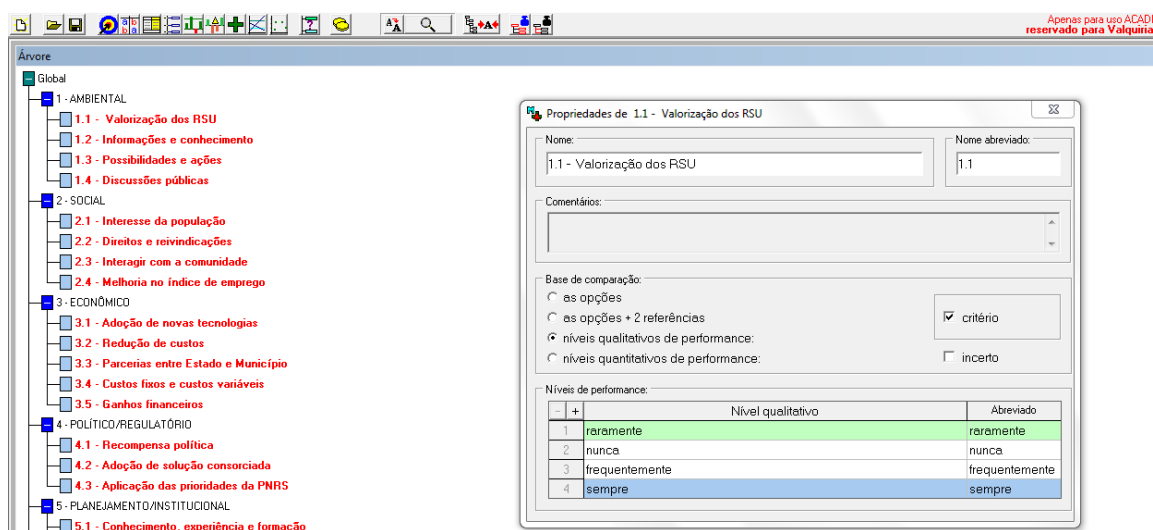 Apenas para uso ACADÊ
reservado para Valquiria
Árvore
Global
1 - AMBIENTAL
1.1 - Valorização dos RSU
1.2 - Informações e conhecimento
1.3 - Possibilidades e ações
1.4 - Discussões públicas
2 - SOCIAL
2.1 - Interesse da população
2.2 - Direitos e reivindicações
2.3 - Interagir com a comunidade
2.4 - Melhoria no índice de emprego
3 - ECONÔMICO
3.1 - Adoção de novas tecnologias
3.2 - Redução de custos
3.3 - Parcerias entre Estado e Município
3.4 - Custos fixos e custos variáveis
3.5 - Ganhos financeiros
4 - POLÍTICO/REGULATÓRIO
4.1 - Recompensa política
4.2 - Adoção de solução consorciada
4.3 - Aplicação das prioridades da PNRS
5 - PLANEJAMENTO/INSTITUCIONAL
5.1 - Conhecimento, experiência e formação
Propriedades de 1.1 - Valorização dos RSU
Nome:
1.1 - Valorização dos RSU
Nome abreviado:
1.1
Comentários:
Base de comparação:
as opções
as opções + 2 referências
níveis qualitativos de performance:
níveis quantitativos de performance:
critério
incerto
Níveis de performance:
- + Nível qualitativo Abreviado
1 raramente raramente
2 nunca nunca
3 frequentemente frequentemente
4 sempre sempre